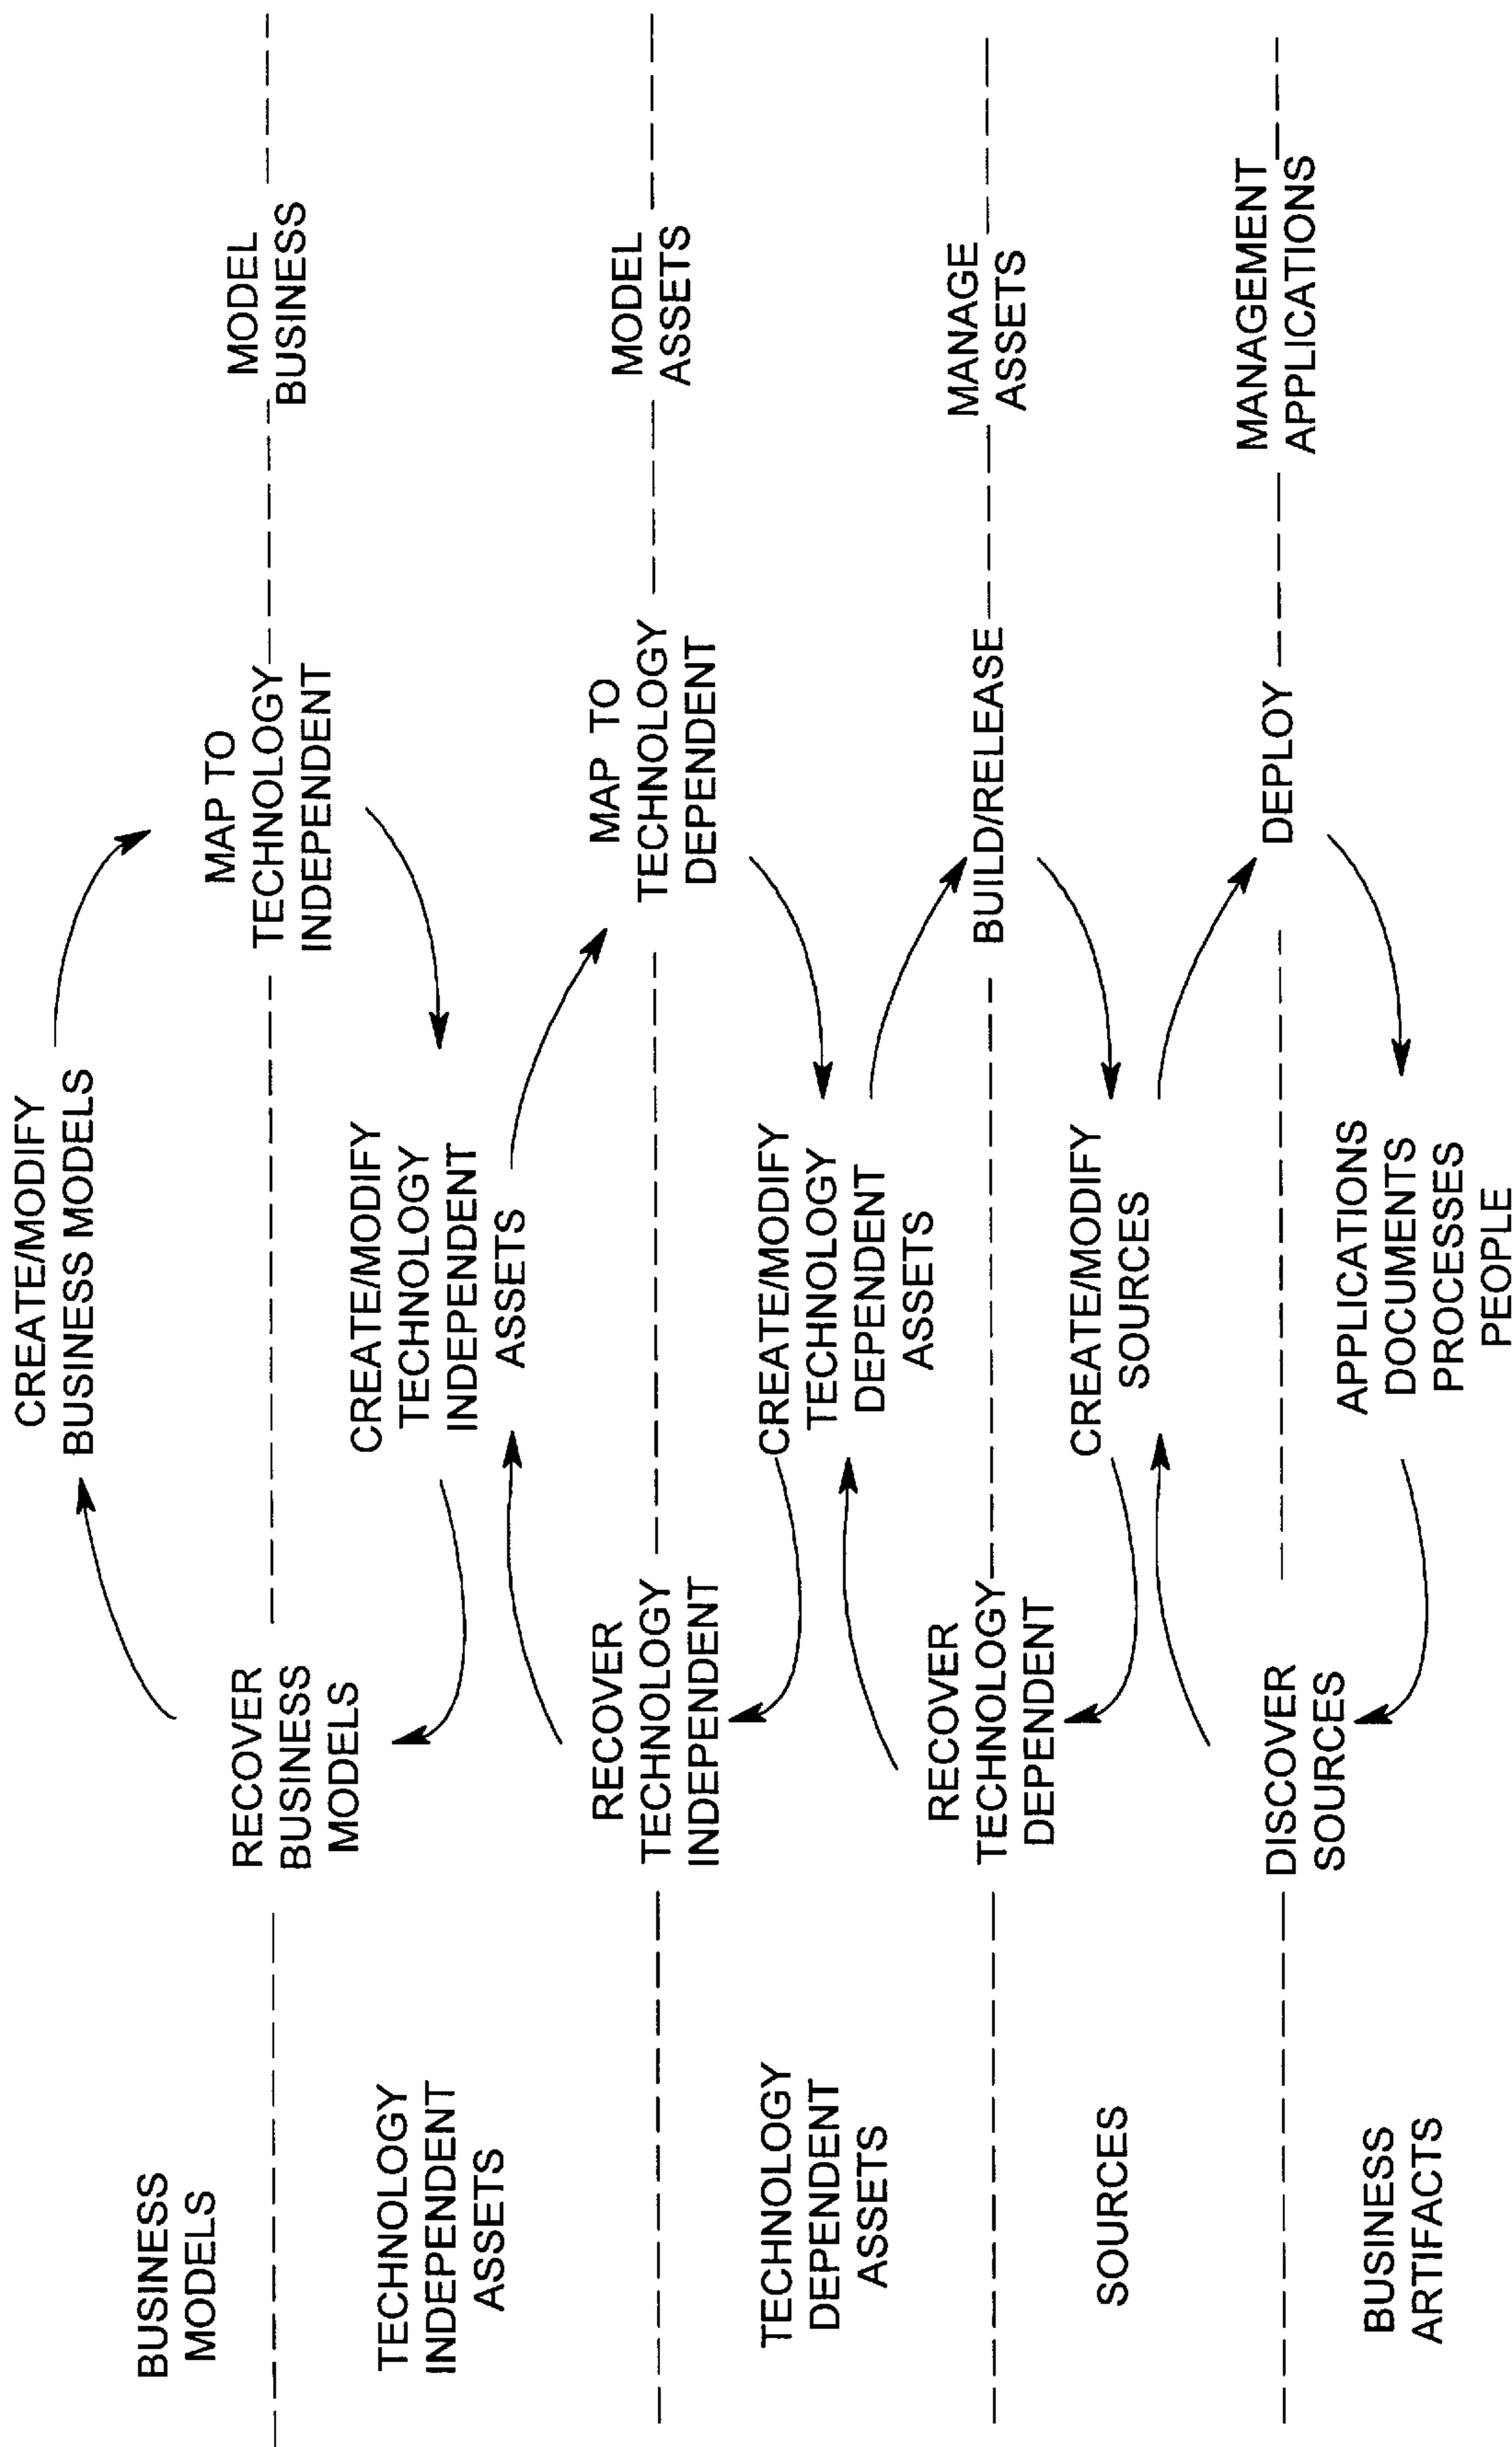 CREATE/MODIFY
BUSINESS MODELS
BUSINESS
MODELS
RECOVER
BUSINESS
MODELS
MAP TO
TECHNOLOGY
INDEPENDENT
MODEL
BUSINESS
TECHNOLOGY
INDEPENDENT
ASSETS
CREATE/MODIFY
TECHNOLOGY
INDEPENDENT
ASSETS
RECOVER
TECHNOLOGY
INDEPENDENT
MAP TO
TECHNOLOGY
DEPENDENT
MODEL
ASSETS
TECHNOLOGY
DEPENDENT
ASSETS
CREATE/MODIFY
TECHNOLOGY
DEPENDENT
ASSETS
RECOVER
TECHNOLOGY
DEPENDENT
BUILD/RELEASE
MANAGE
ASSETS
SOURCES
CREATE/MODIFY
SOURCES
DISCOVER
SOURCES
DEPLOY
MANAGEMENT
APPLICATIONS
BUSINESS
ARTIFACTS
APPLICATIONS
DOCUMENTS
PROCESSES
PEOPLE